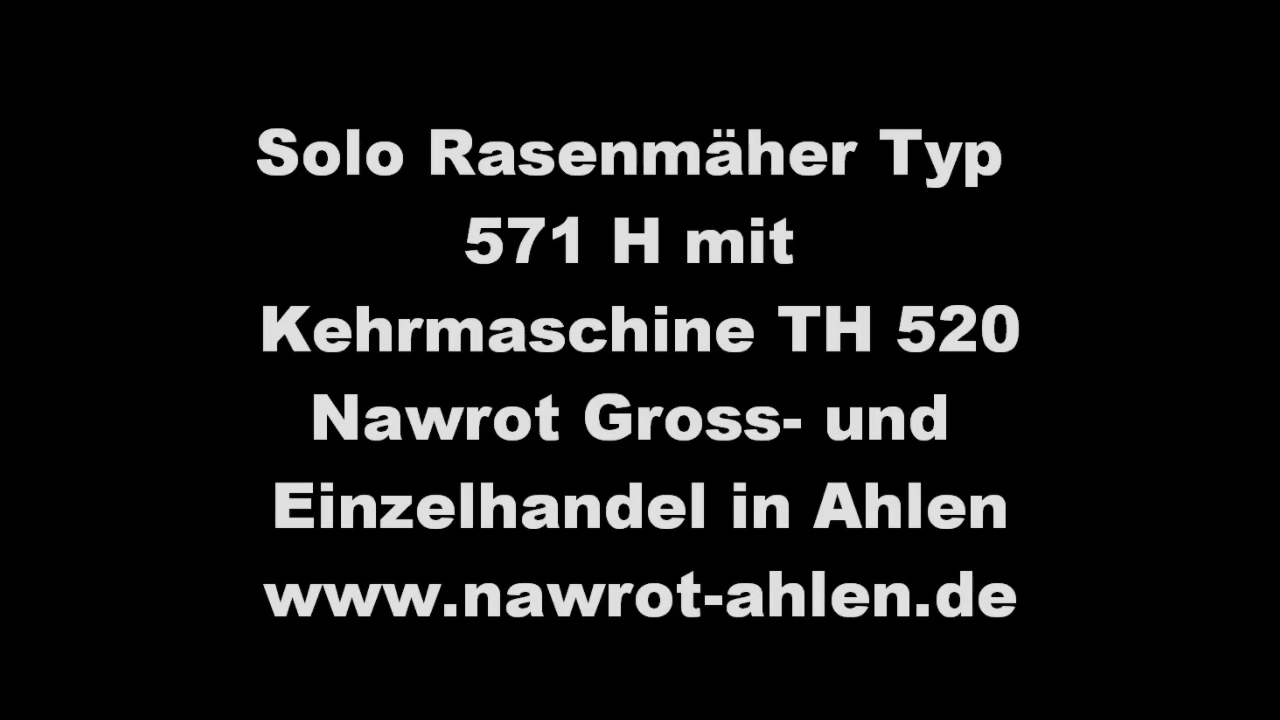 Solo Rasenmäher Typ
571 H mit
Kehrmaschine TH 520
Nawrot Gross- und
Einzelhandel in Ahlen
www.nawrot-ahlen.de